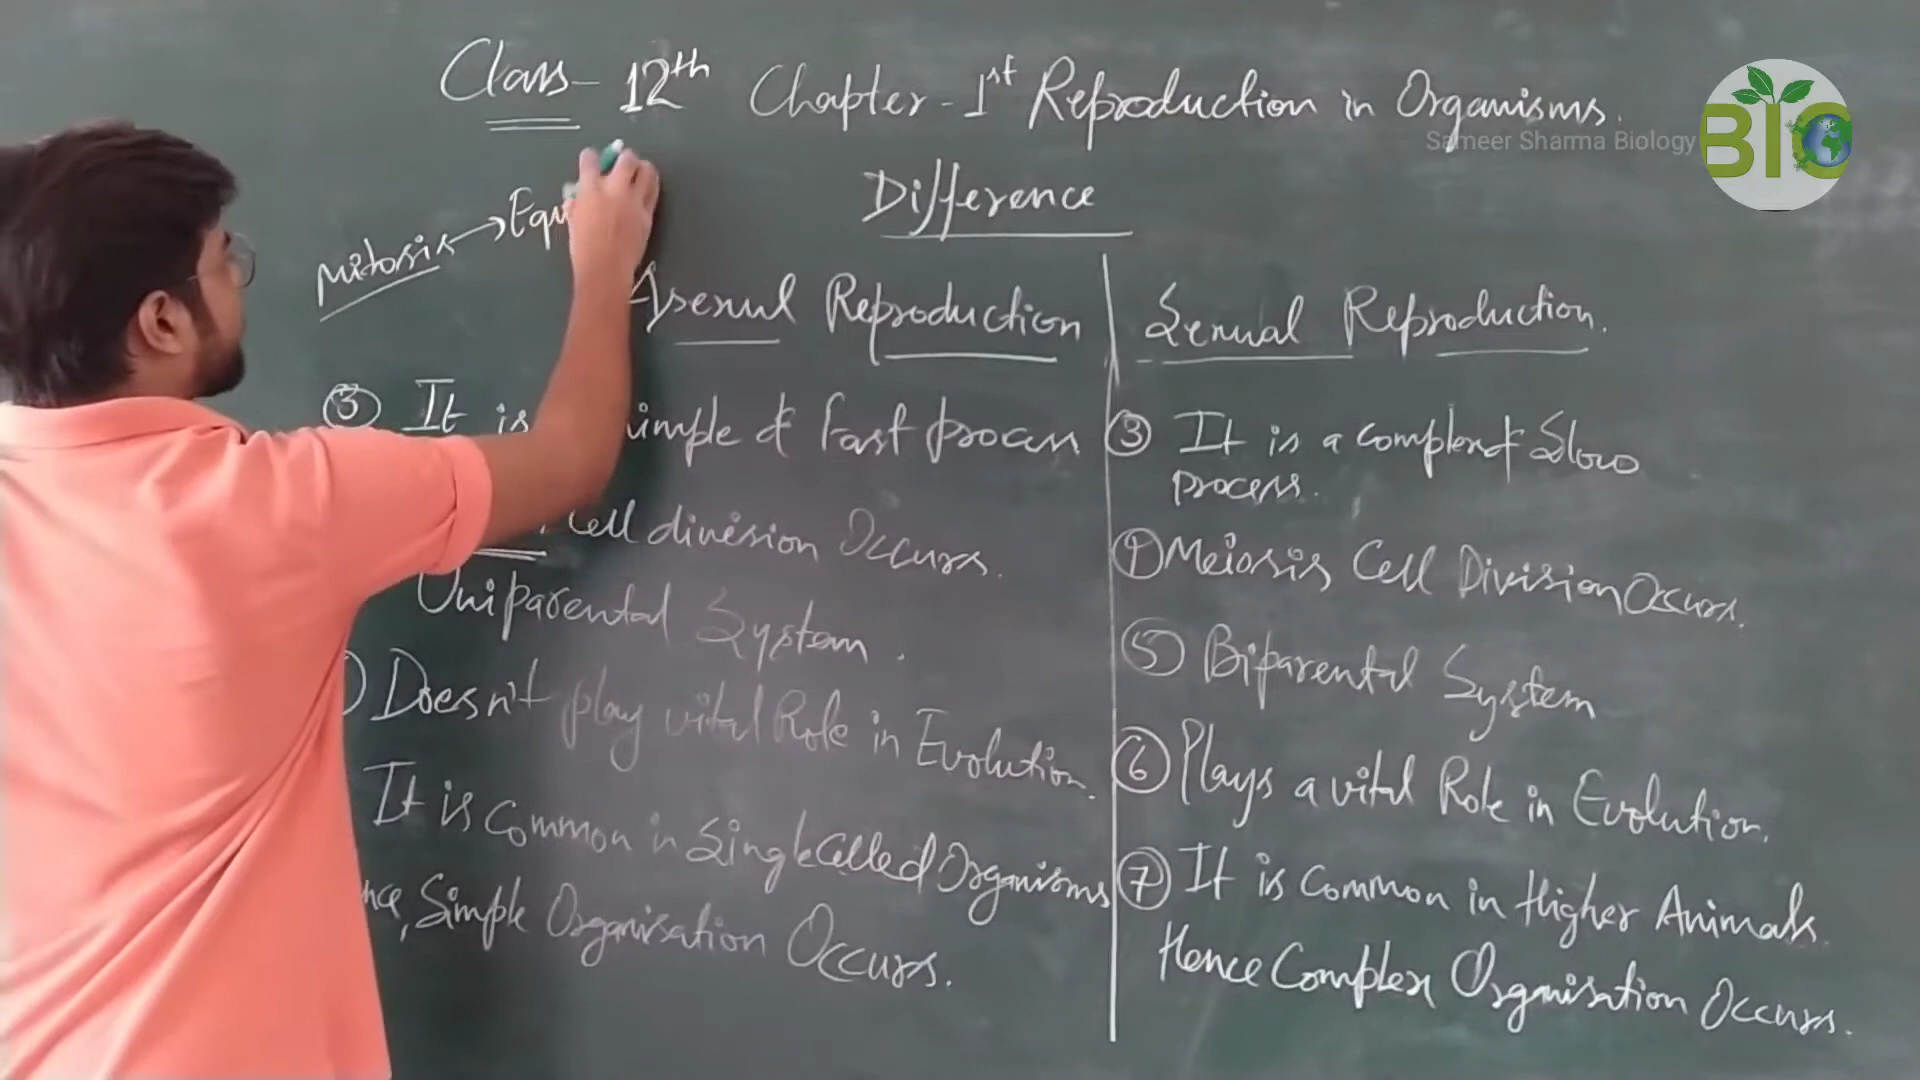 Class - 12th Chapter - 1st Reproduction in Organisms.
Sameer Sharma Biology
BIO
Difference
Mitosis → Equ
Asexual Reproduction
Sexual Reproduction.
③ It is simple & Fast process
③ It is a complex & Slow
process.
Cell division Occurs.
④ Meiosis Cell Division Occurs.
Uniparental System.
⑤ Biparental System
Doesn't play vital Role in Evolution.
⑥ Plays a vital Role in Evolution.
It is common in Single Celled Organisms
⑦ It is Common in Higher Animals
nce, Simple Organisation Occurs.
Hence Complex Organisation Occurs.